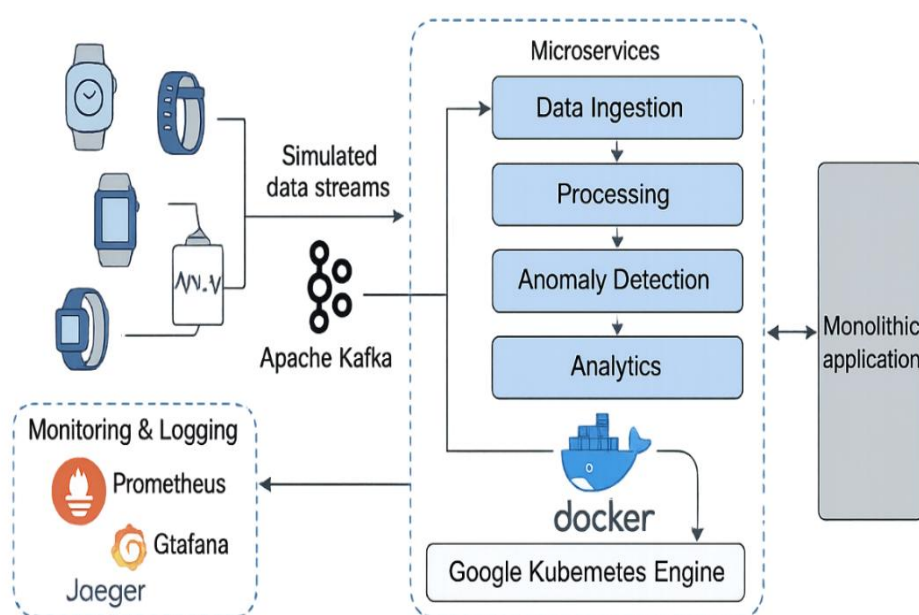 Simulated
data streams
Apache Kafka
Microservices
Data Ingestion
Processing
Anomaly Detection
Analytics
docker
Google Kubemetes Engine
Monolithic
application
Monitoring & Logging
Prometheus
Gtafana
Jaeger